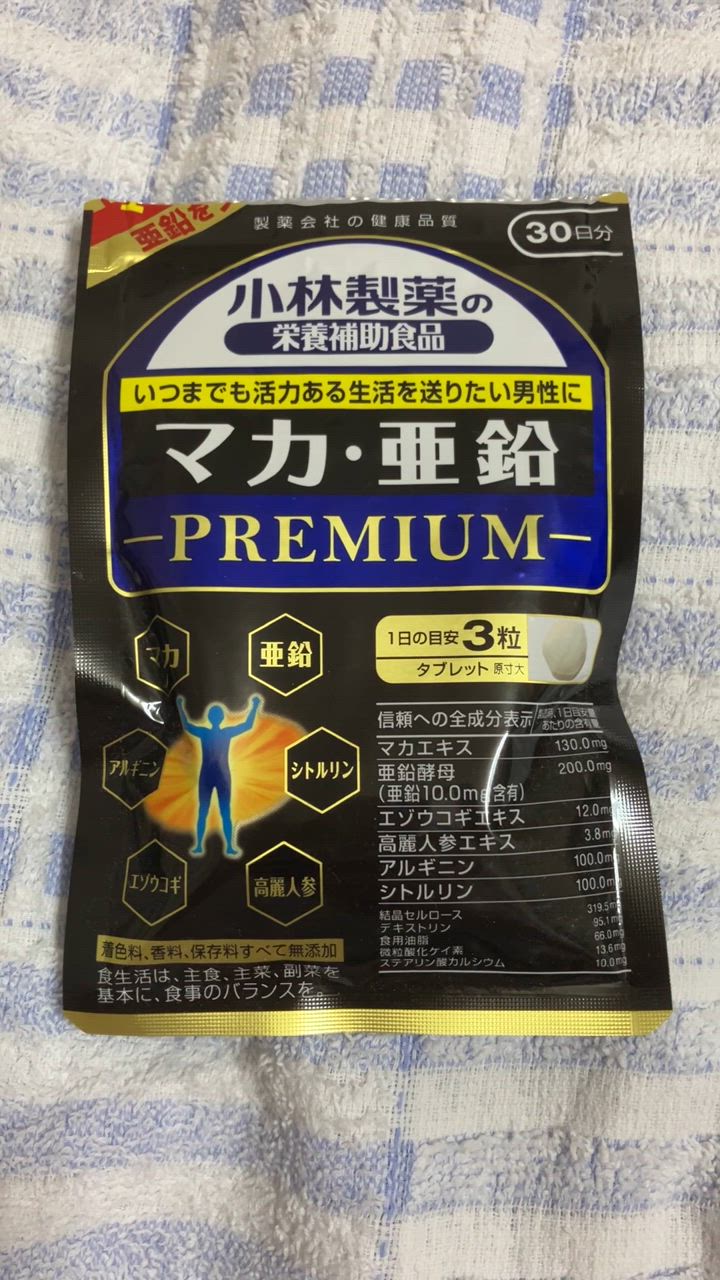 亜鉛を
製薬会社の健康品質
30日分
小林製薬の
栄養補助食品
いつまでも活力ある生活を送りたい男性に
マカ・亜鉛
PREMIUM
マカ
亜鉛
アルギニン
シトルリン
エゾウコギ
高麗人参
着色料、香料、保存料すべて無添加
食生活は、主食、主菜、副菜を
基本に、食事のバランスを。
1日の目安3粒
タブレット 原寸大
信頼への全成分表示
1日目安量
あたりの含有量
マカエキス 130.0mg
亜鉛酵母 200.0mg
(亜鉛10.0mg含有)
エゾウコギエキス 12.0mg
高麗人参エキス 3.8mg
アルギニン 100.0mg
シトルリン 100.0mg
結晶セルロース 319.5mg
デキストリン 95.1mg
食用油脂 66.0mg
微粒酸化ケイ素 13.6mg
ステアリン酸カルシウム 10.0mg